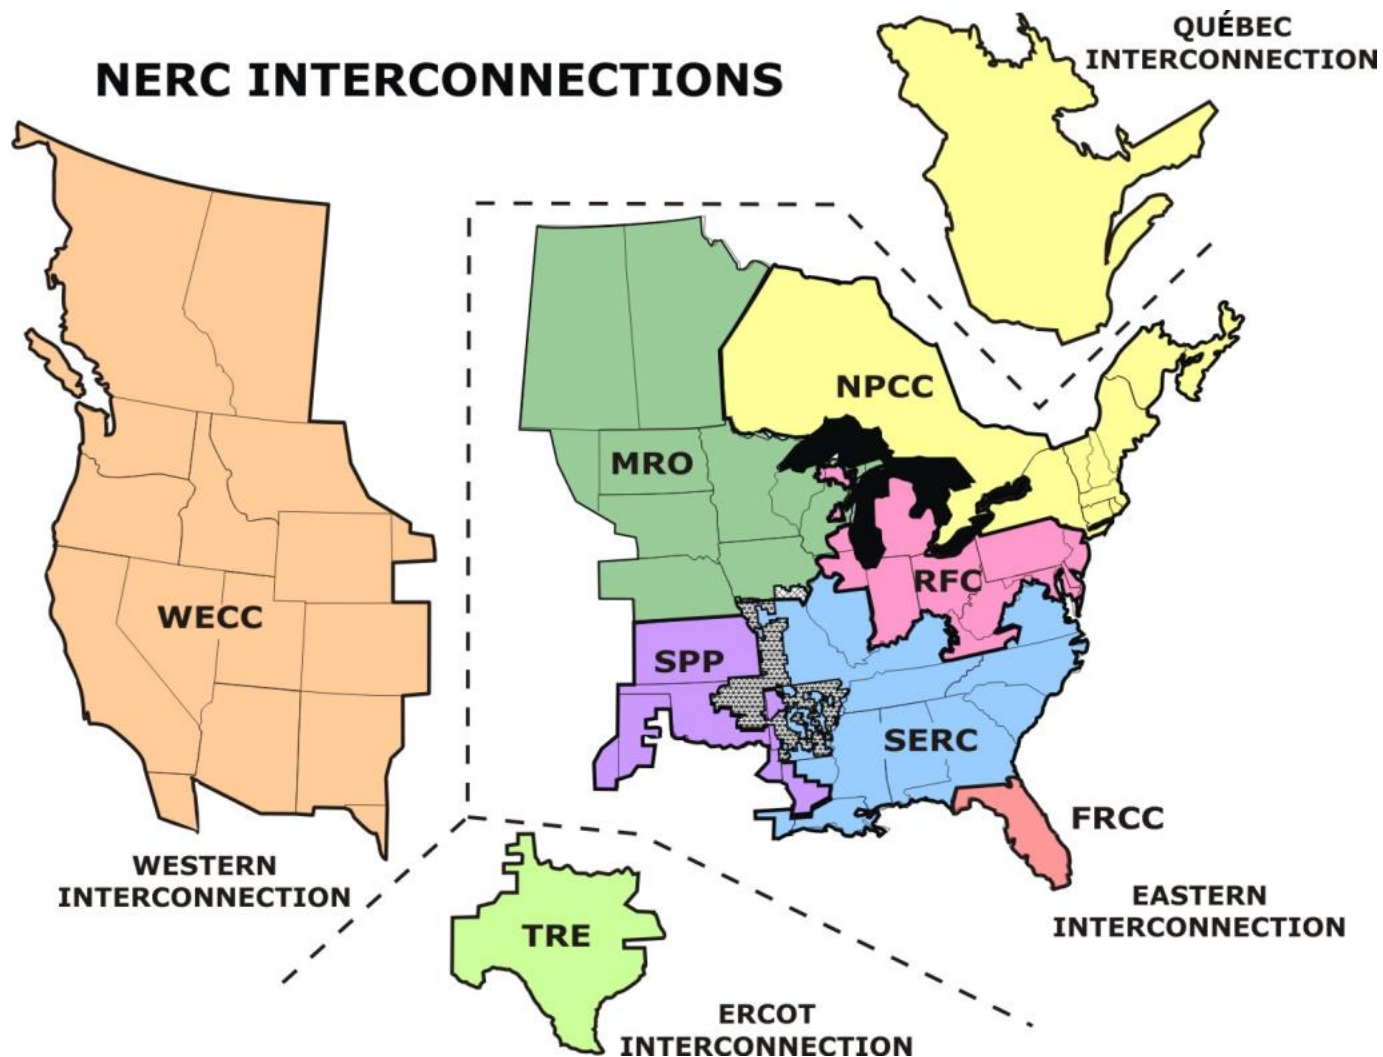 QUÉBEC
INTERCONNECTION
NERC INTERCONNECTIONS
NPCC
MRO
RFC
WECC
SPP
SERC
FRCC
WESTERN
INTERCONNECTION
EASTERN
INTERCONNECTION
TRE
ERCOT
INTERCONNECTION